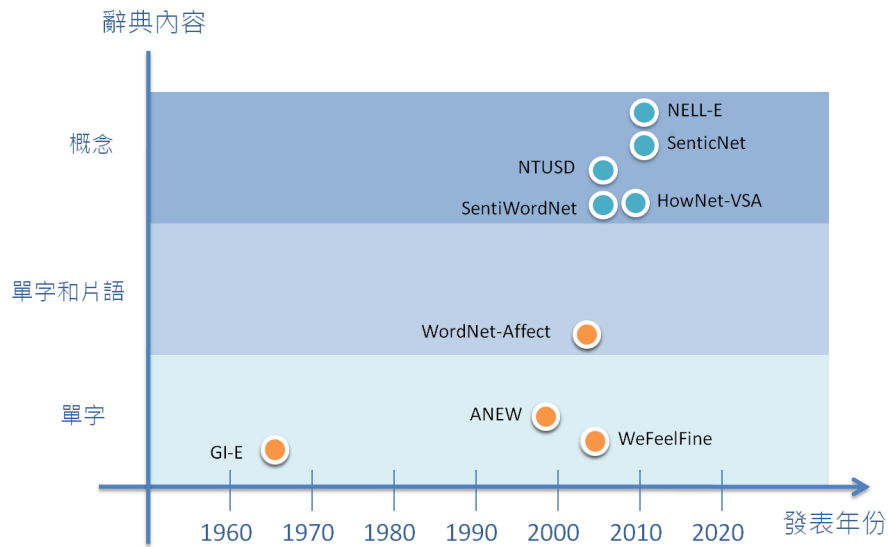 辭典內容
概念
NELL-E
SenticNet
NTUSD
SentiWordNet
HowNet-VSA
單字和片語
WordNet-Affect
單字
ANEW
WeFeelFine
GI-E
1960 1970 1980 1990 2000 2010 2020
發表年份